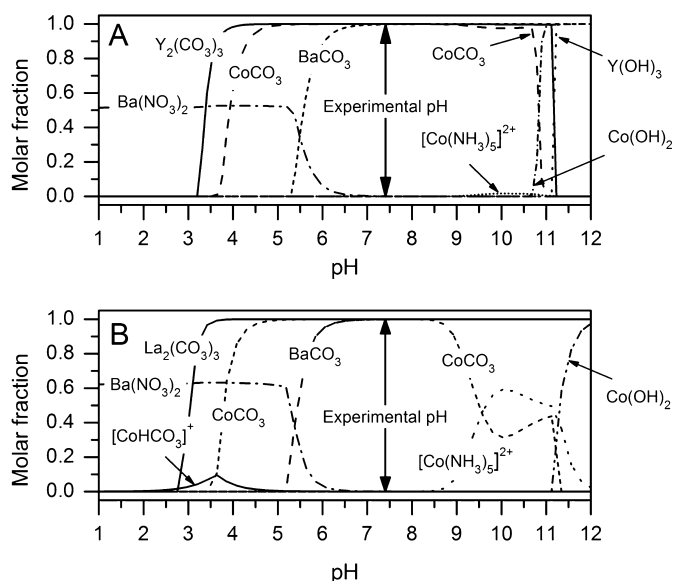 A
Molar fraction
1.0
0.8
0.6
0.4
0.2
0.0
Y2(CO3)3
CoCO3
BaCO3
Ba(NO3)2
Experimental pH
CoCO3
[Co(NH3)5]2+
Y(OH)3
Co(OH)2
1 2 3 4 5 6 7 8 9 10 11 12
pH
B
Molar fraction
1.0
0.8
0.6
0.4
0.2
0.0
La2(CO3)3
BaCO3
CoCO3
Ba(NO3)2
CoCO3
[CoHCO3]+
Experimental pH
[Co(NH3)5]2+
Co(OH)2
1 2 3 4 5 6 7 8 9 10 11 12
pH